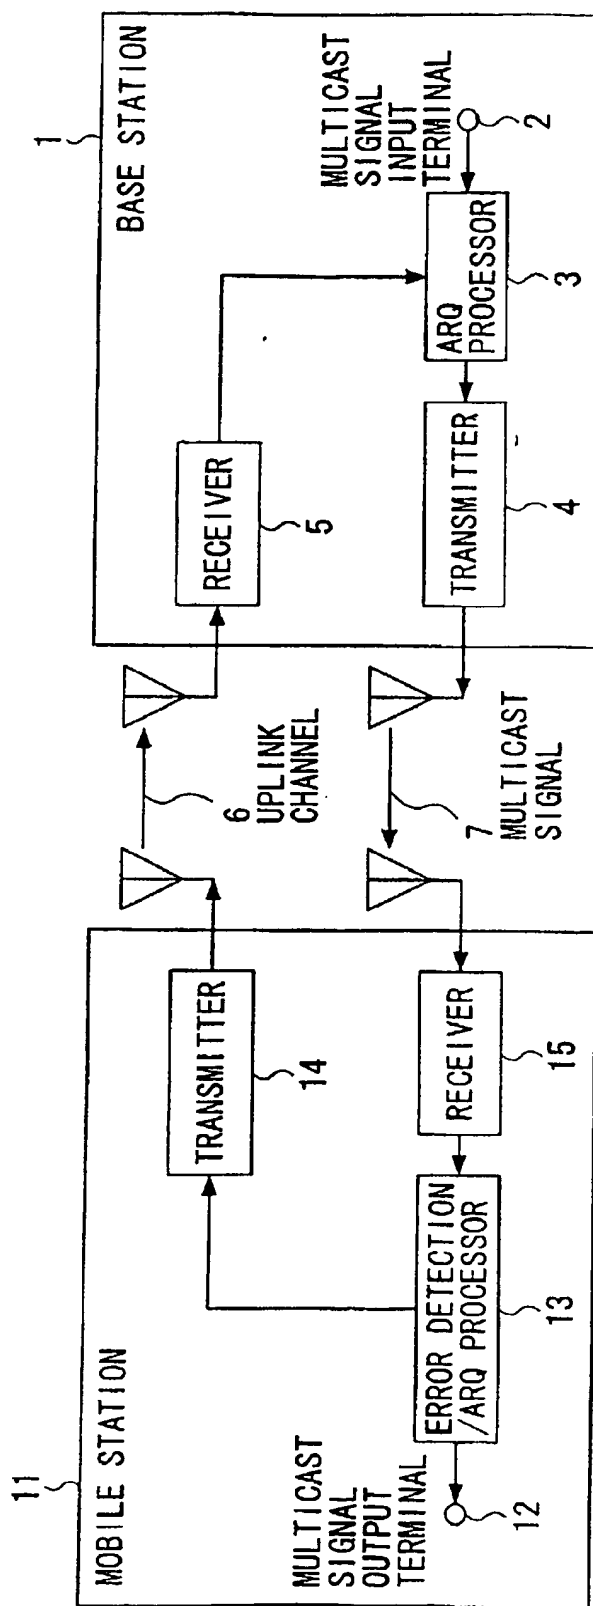 11
MOBILE STATION
MULTICAST
SIGNAL
OUTPUT
TERMINAL
12
ERROR DETECTION
/ARQ PROCESSOR
13
TRANSMITTER
14
RECEIVER
15
6
UPLINK
CHANNEL
7
MULTICAST
SIGNAL
1
BASE STATION
RECEIVER
5
TRANSMITTER
4
ARQ
PROCESSOR
3
MULTICAST
SIGNAL
INPUT
TERMINAL
2